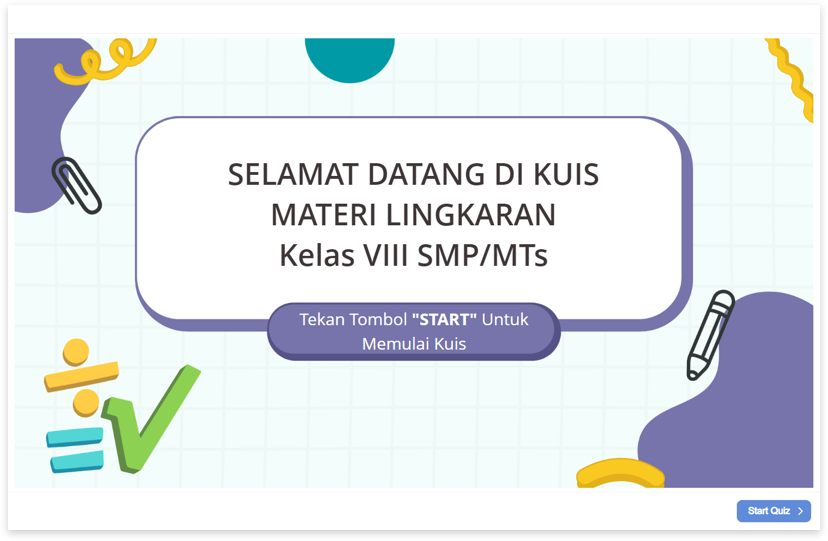 SELAMAT DATANG DI KUIS
MATERI LINGKARAN
Kelas VIII SMP/MTs
Tekan Tombol "START" Untuk
Memulai Kuis
Start Quiz